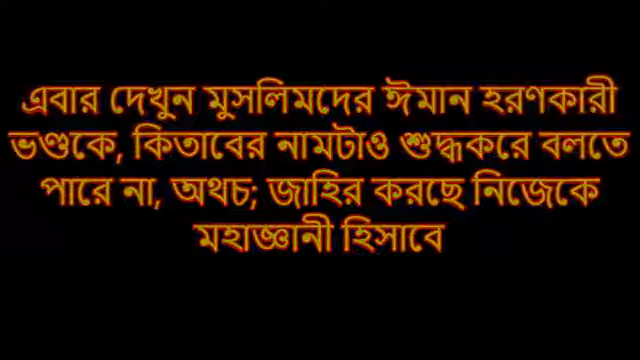 এবার দেখুন মুসলিমদের ঈমান হরণকারী
ভণ্ডকে, কিতাবের নামটাও শুদ্ধকরে বলতে
পারে না, অথচ; জাহির করছে নিজেকে
মহাজ্ঞানী হিসাবে